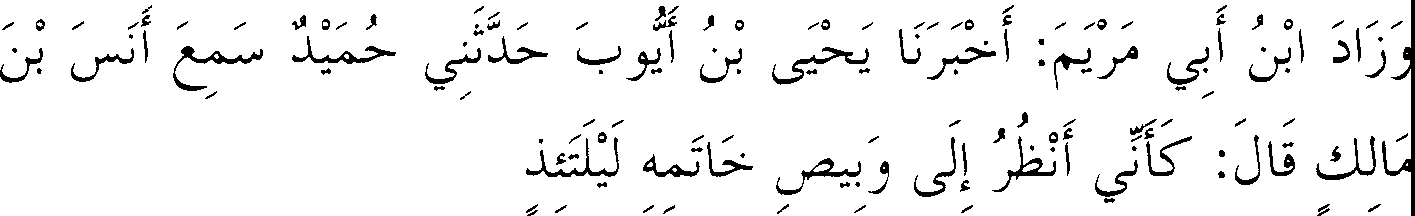 وَزَادَ ابْنُ أَبِي مَرْيَمَ: أَخْبَرَنَا يَحْيَى بْنُ أَيُّوبَ حَدَّثَنِي حُمَيْدٌ سَمِعَ أَنَسَ بْنَ
مَالِكٍ قَالَ: كَأَنِّي أَنْظُرُ إِلَى وَبِيصِ خَاتَمِهِ لَيْلَتَئِذٍ